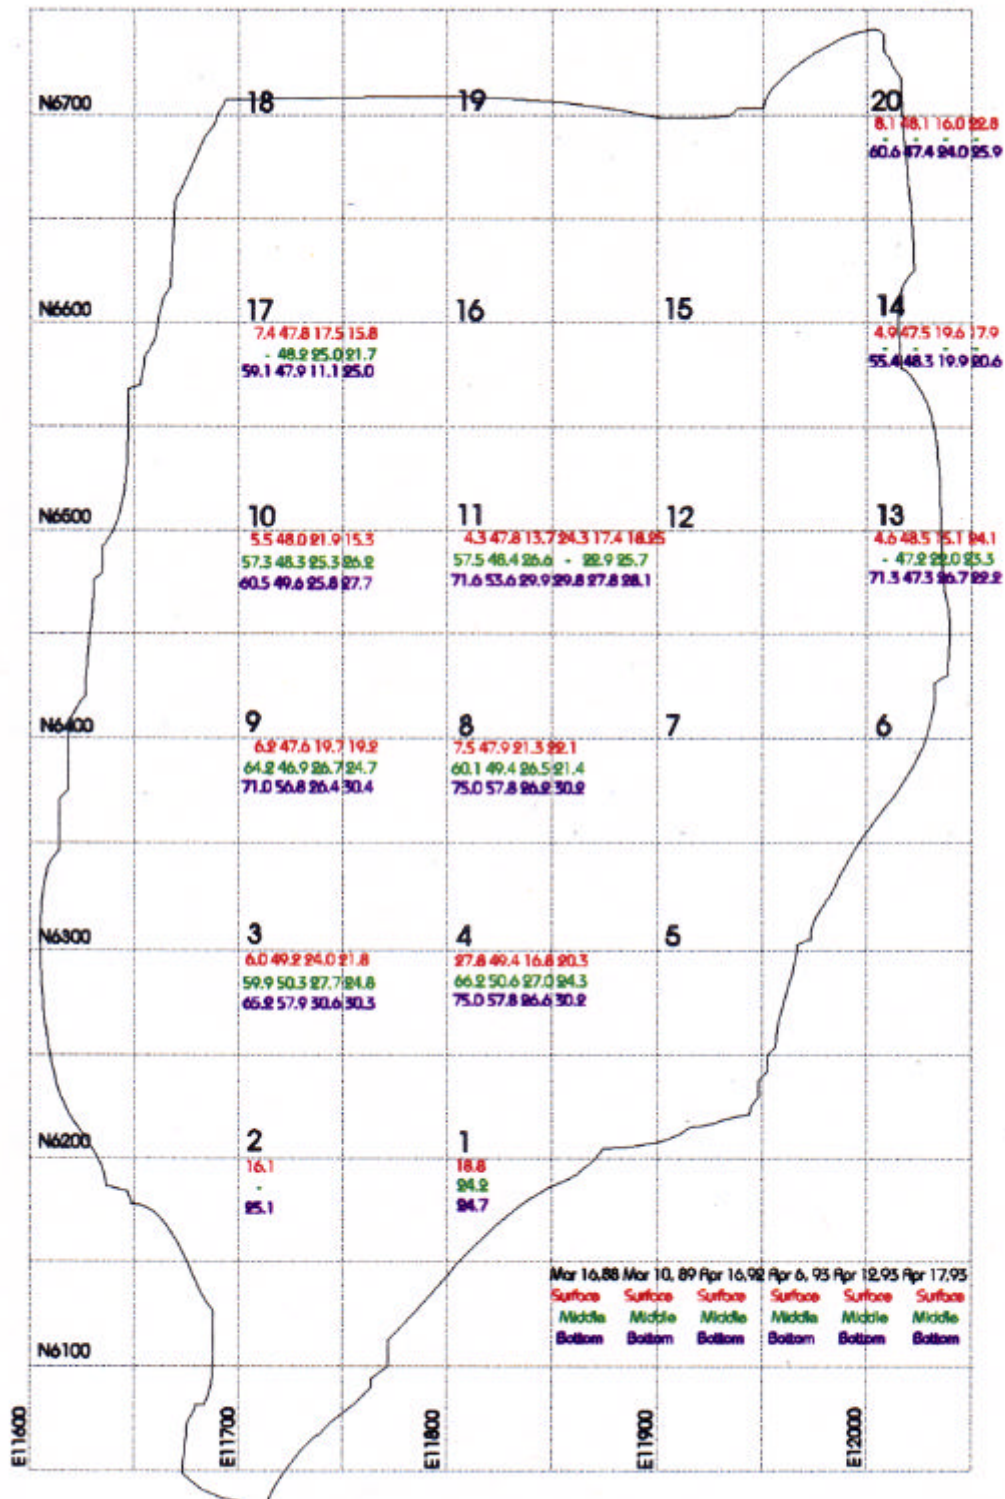 N6700
18
19
20
8.1 48.1 16.0 22.8
- - - -
60.6 47.4 24.0 25.9
N6600
17
16
15
14
7.4 47.8 17.5 15.8
- 48.2 25.0 21.7
59.1 47.9 11.1 25.0
4.9 47.5 19.6 17.9
- - - -
55.4 48.3 19.9 20.6
N6500
10
11
12
13
5.5 48.0 21.9 15.3
57.3 48.3 25.3 26.2
60.5 49.6 25.8 27.7
4.3 47.8 13.7 24.3 17.4 18.25
57.5 48.4 26.6 - 22.9 25.7
71.6 53.6 29.9 29.8 27.8 28.1
4.6 48.5 15.1 24.1
- 47.2 22.0 23.3
71.3 47.3 26.7 22.2
N6400
9
8
7
6
6.2 47.6 19.7 19.2
64.2 46.9 26.7 24.7
71.0 56.8 26.4 30.4
7.5 47.9 21.3 22.1
60.1 49.4 26.5 21.4
75.0 57.8 26.2 30.2
N6300
3
4
5
6.0 49.2 24.0 21.8
59.9 50.3 27.7 24.8
65.2 57.9 30.6 30.3
27.8 49.4 16.8 20.3
66.2 50.6 27.0 24.3
75.0 57.8 26.6 30.2
N6200
2
1
16.1
-
25.1
18.8
24.2
24.7
Mar 16,88 Mar 10, 89 Apr 16,92 Apr 6, 93 Apr 12,93 Apr 17,93
Surface Surface Surface Surface Surface Surface
Middle Middle Middle Middle Middle Middle
Bottom Bottom Bottom Bottom Bottom Bottom
N6100
E11600
E11700
E11800
E11900
E12000